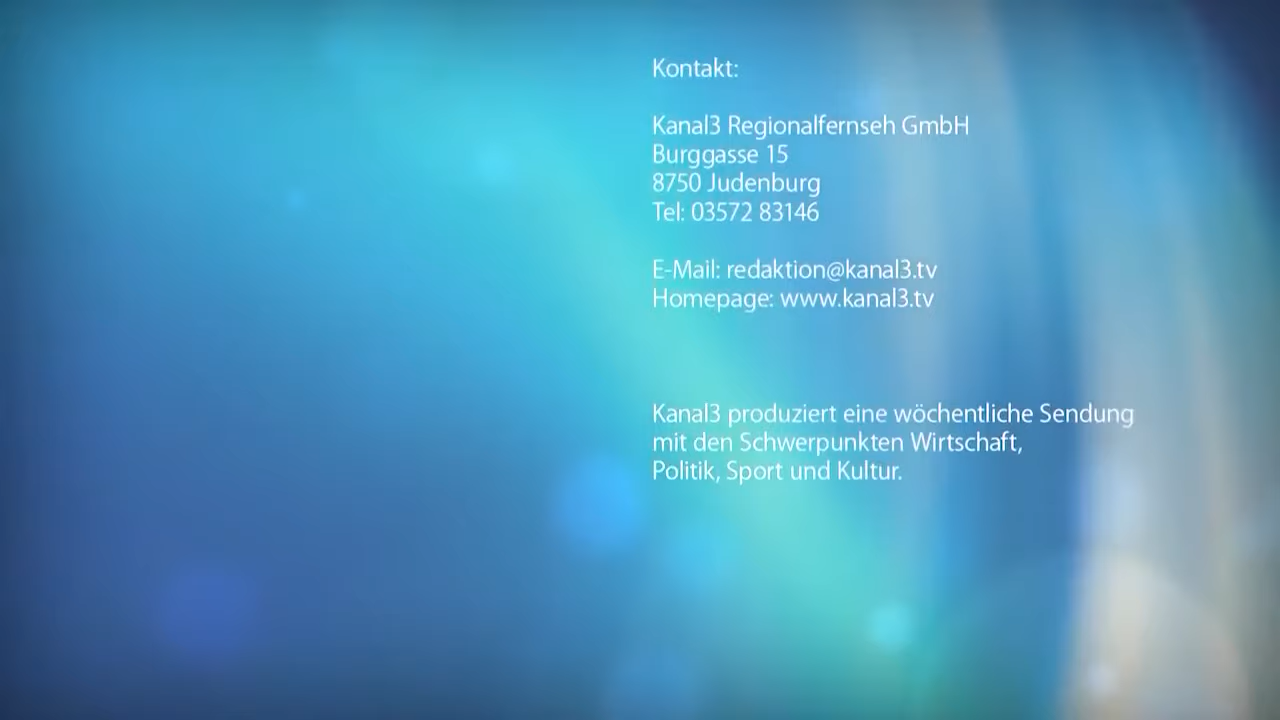 Kontakt:
Kanal3 Regionalfernseh GmbH
Burggasse 15
8750 Judenburg
Tel: 03572 83146
E-Mail: redaktion@kanal3.tv
Homepage: www.kanal3.tv
Kanal3 produziert eine wöchentliche Sendung
mit den Schwerpunkten Wirtschaft,
Politik, Sport und Kultur.